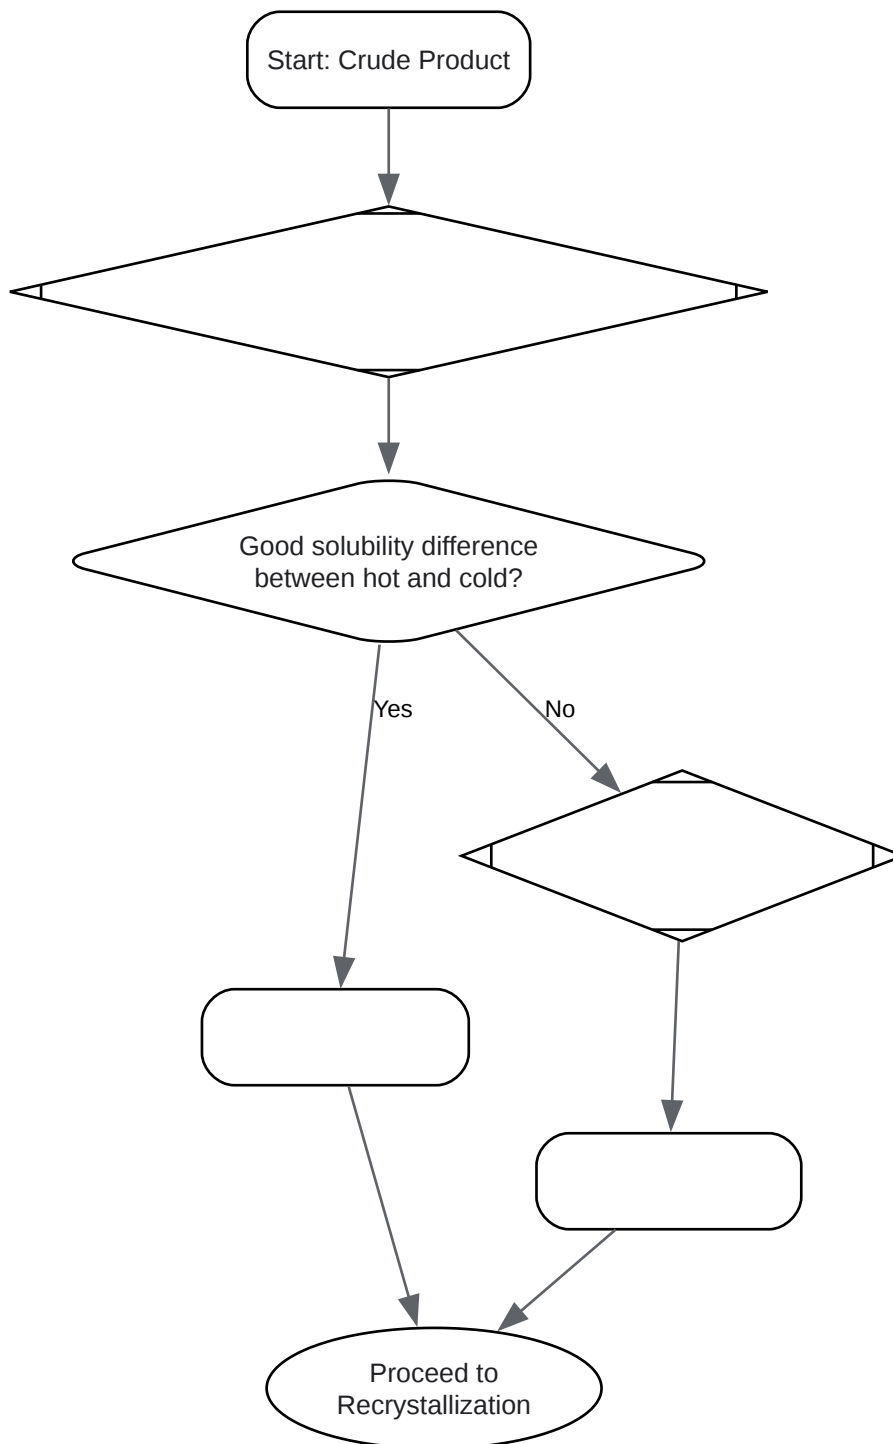 Start: Crude Product
Good solubility difference
between hot and cold?
Yes
No
Proceed to
Recrystallization